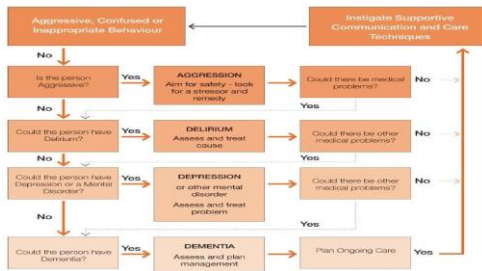 Aggressive, Confused or
Inappropriate Behaviour
Instigate Supportive
Communication and Care
Techniques
No
Is the person
Aggressive?
Yes
AGGRESSION
Aim for safety - look
for a stressor and
remedy
Could there be medical
problems?
No
Yes
No
Could the person have
Delirium?
Yes
DELIRIUM
Assess and treat
cause
Could there be other
medical problems?
No
Yes
No
Could the person have
Depression or a Mental
Disorder?
Yes
DEPRESSION
or other mental
disorder
Assess and treat
problem
Could there be other
medical problems?
No
Yes
No
Could the person have
Dementia?
Yes
DEMENTIA
Assess and plan
management
Plan Ongoing Care
Yes